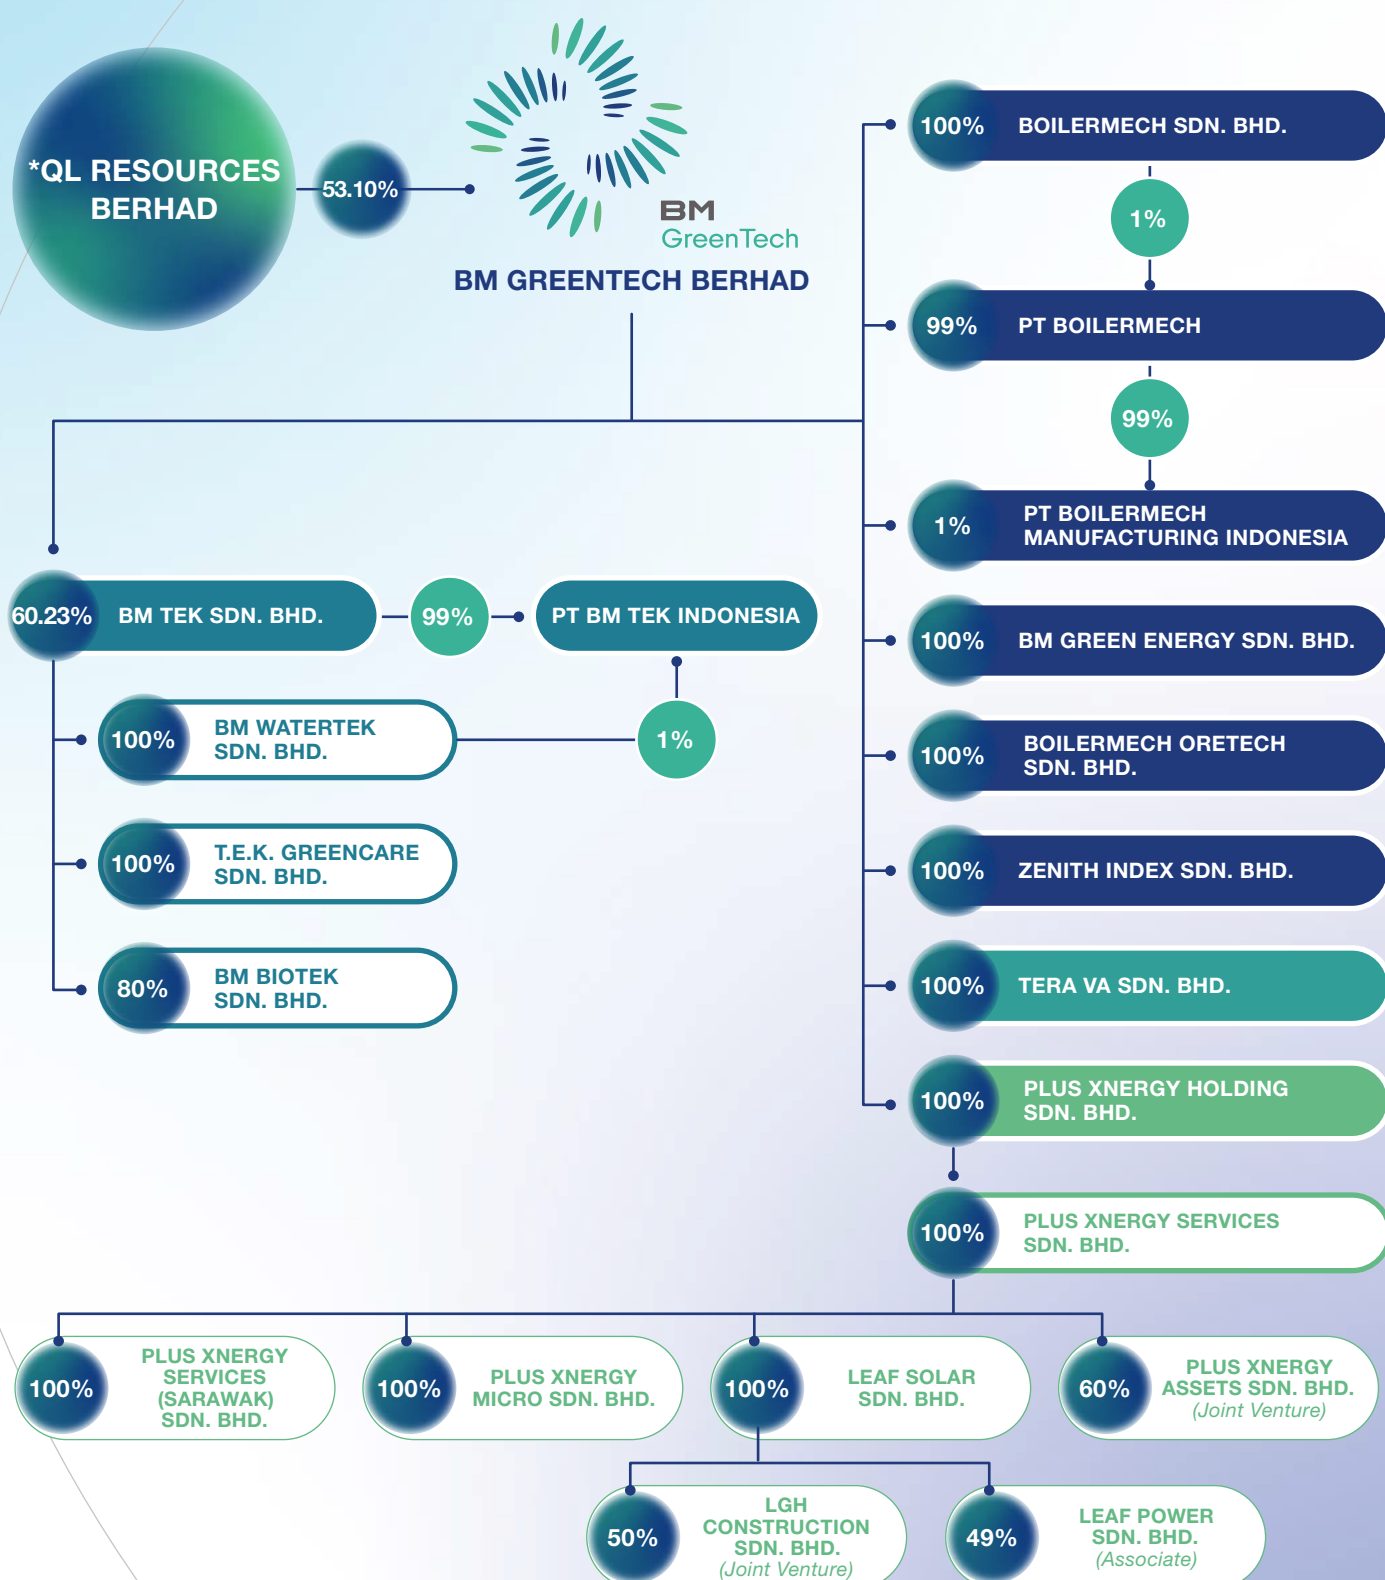 *QL RESOURCES
BERHAD
53.10%
BM
GreenTech
BM GREENTECH BERHAD
100%
BOILERMECH SDN. BHD.
1%
99%
PT BOILERMECH
99%
1%
PT BOILERMECH
MANUFACTURING INDONESIA
100%
BM GREEN ENERGY SDN. BHD.
100%
BOILERMECH ORETECH
SDN. BHD.
100%
ZENITH INDEX SDN. BHD.
100%
TERA VA SDN. BHD.
100%
PLUS XNERGY HOLDING
SDN. BHD.
100%
PLUS XNERGY SERVICES
SDN. BHD.
60.23%
BM TEK SDN. BHD.
99%
PT BM TEK INDONESIA
100%
BM WATERTEK
SDN. BHD.
1%
100%
T.E.K. GREENCARE
SDN. BHD.
80%
BM BIOTEK
SDN. BHD.
100%
PLUS XNERGY
SERVICES
(SARAWAK)
SDN. BHD.
100%
PLUS XNERGY
MICRO SDN. BHD.
100%
LEAF SOLAR
SDN. BHD.
60%
PLUS XNERGY
ASSETS SDN. BHD.
(Joint Venture)
50%
LGH
CONSTRUCTION
SDN. BHD.
(Joint Venture)
49%
LEAF POWER
SDN. BHD.
(Associate)